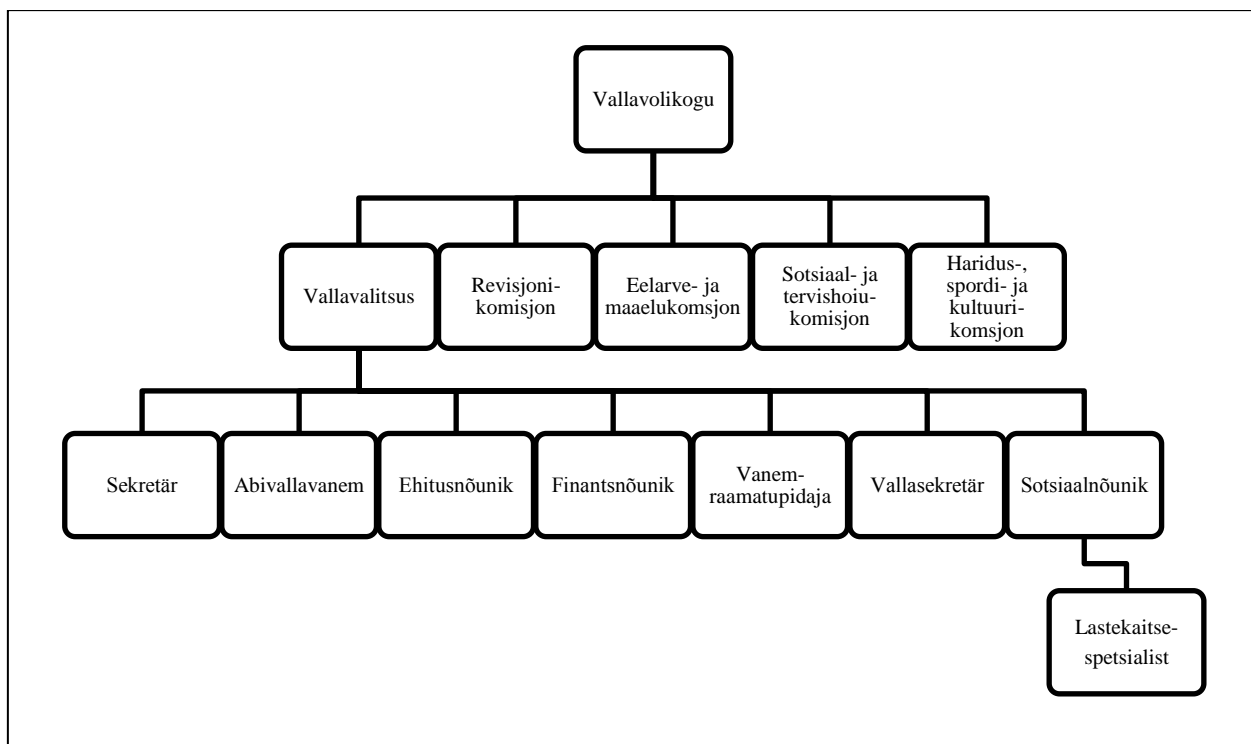 Vallavolikogu
Vallavalitsus
Revisjoni-
komisjon
Eelarve- ja
maaelukomsjon
Sotsiaal- ja
tervishoiu-
komisjon
Haridus-,
spordi- ja
kultuuri-
komsjon
Sekretär
Abivallavanem
Ehitusnõunik
Finantsnõunik
Vanem-
raamatupidaja
Vallasekretär
Sotsiaalnõunik
Lastekaitse-
spetsialist